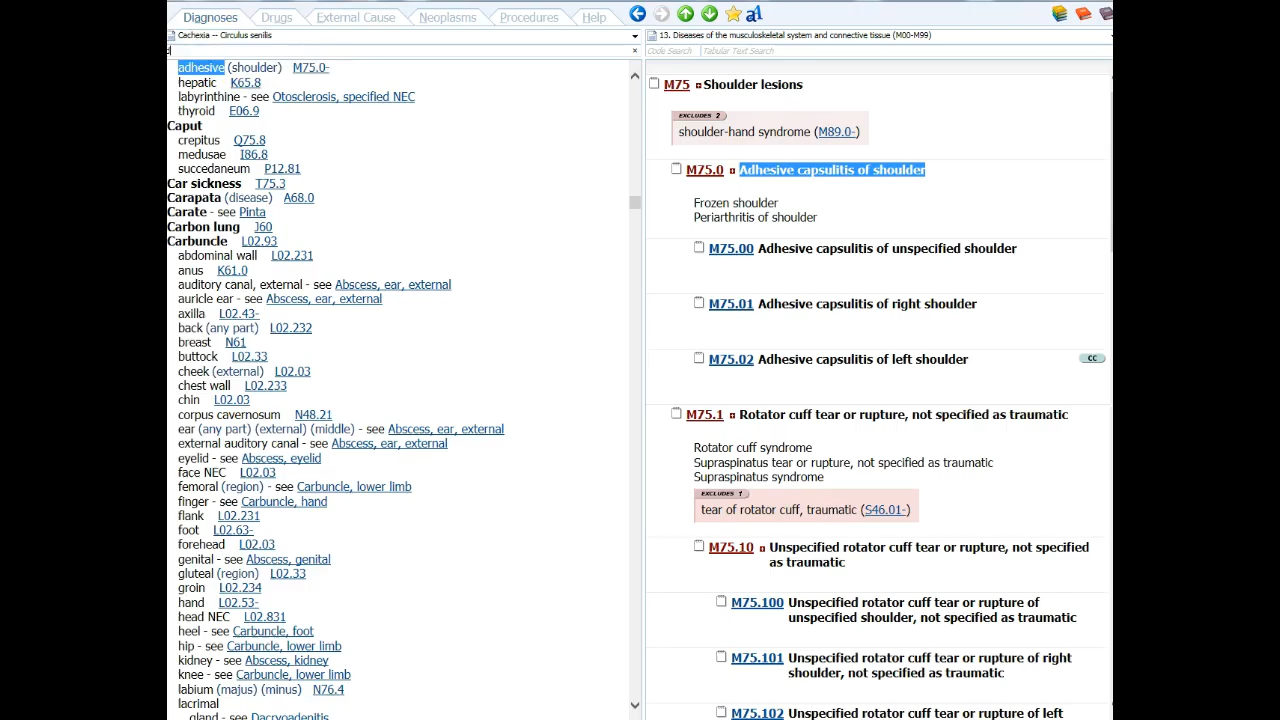 Diagnoses Drugs External Cause Neoplasms Procedures Help
Cachexia -- Circulus senilis
adhesive (shoulder) M75.0-
hepatic K65.8
labyrinthine - see Otosclerosis, specified NEC
thyroid E06.9
Caput
crepitus Q75.8
medusae I86.8
succedaneum P12.81
Car sickness T75.3
Carapata (disease) A68.0
Carate - see Pinta
Carbon lung J60
Carbuncle L02.93
abdominal wall L02.231
anus K61.0
auditory canal, external - see Abscess, ear, external
auricle ear - see Abscess, ear, external
axilla L02.43-
back (any part) L02.232
breast N61
buttock L02.33
cheek (external) L02.03
chest wall L02.233
chin L02.03
corpus cavernosum N48.21
ear (any part) (external) (middle) - see Abscess, ear, external
external auditory canal - see Abscess, ear, external
eyelid - see Abscess, eyelid
face NEC L02.03
femoral (region) - see Carbuncle, lower limb
finger - see Carbuncle, hand
flank L02.231
foot L02.63-
forehead L02.03
genital - see Abscess, genital
gluteal (region) L02.33
groin L02.234
hand L02.53-
head NEC L02.831
heel - see Carbuncle, foot
hip - see Carbuncle, lower limb
kidney - see Abscess, kidney
knee - see Carbuncle, lower limb
labium (majus) (minus) N76.4
lacrimal
gland - see Dacryoadenitis
13. Diseases of the musculoskeletal system and connective tissue (M00-M99)
Code Search Tabular Text Search
M75 Shoulder lesions
EXCLUDES 2
shoulder-hand syndrome (M89.0-)
M75.0 Adhesive capsulitis of shoulder
Frozen shoulder
Periarthritis of shoulder
M75.00 Adhesive capsulitis of unspecified shoulder
M75.01 Adhesive capsulitis of right shoulder
M75.02 Adhesive capsulitis of left shoulder
CC
M75.1 Rotator cuff tear or rupture, not specified as traumatic
Rotator cuff syndrome
Supraspinatus tear or rupture, not specified as traumatic
Supraspinatus syndrome
EXCLUDES 1
tear of rotator cuff, traumatic (S46.01-)
M75.10 Unspecified rotator cuff tear or rupture, not specified
as traumatic
M75.100 Unspecified rotator cuff tear or rupture of
unspecified shoulder, not specified as traumatic
M75.101 Unspecified rotator cuff tear or rupture of right
shoulder, not specified as traumatic
M75.102 Unspecified rotator cuff tear or rupture of left